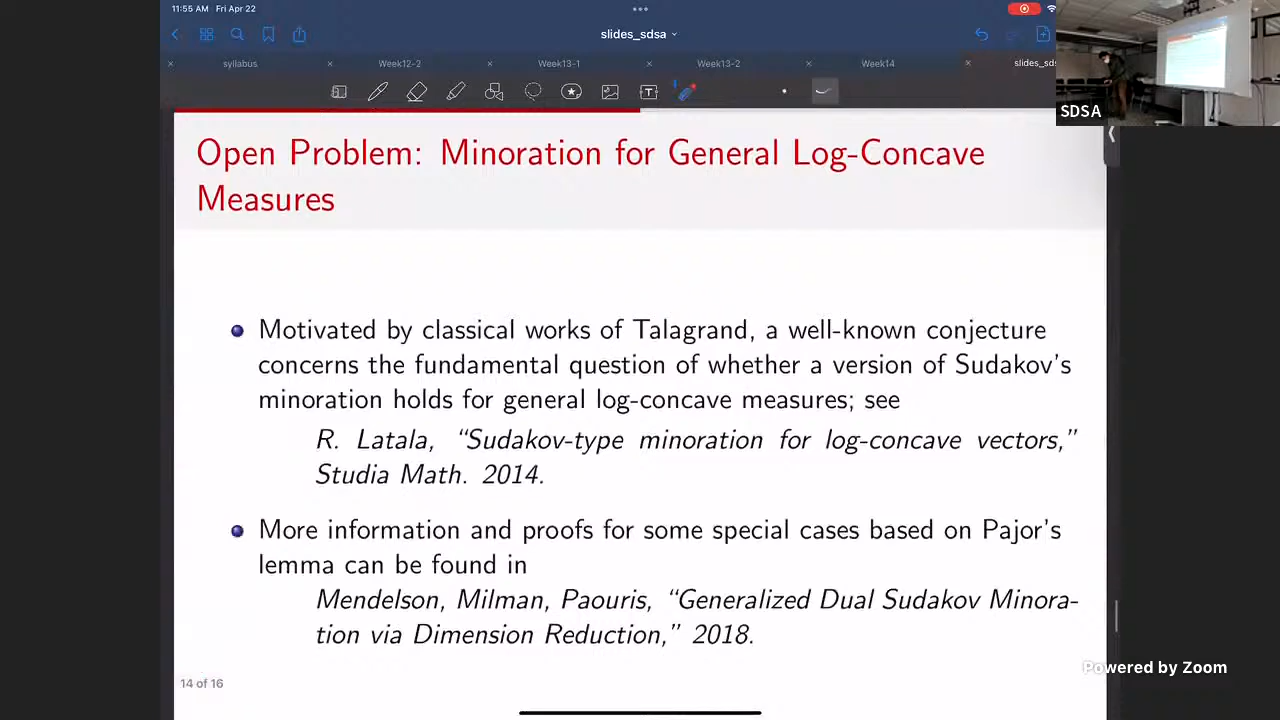 11:55 AM Fri Apr 22
slides_sdsa
syllabus
Week12-2
Week13-1
Week13-2
Week14
SDSA
Open Problem: Minoration for General Log-Concave
Measures
Motivated by classical works of Talagrand, a well-known conjecture
concerns the fundamental question of whether a version of Sudakov's
minoration holds for general log-concave measures; see
R. Latala, "Sudakov-type minoration for log-concave vectors,"
Studia Math. 2014.
More information and proofs for some special cases based on Pajor's
lemma can be found in
Mendelson, Milman, Paouris, "Generalized Dual Sudakov Minora-
tion via Dimension Reduction," 2018.
Powered by Zoom
14 of 16